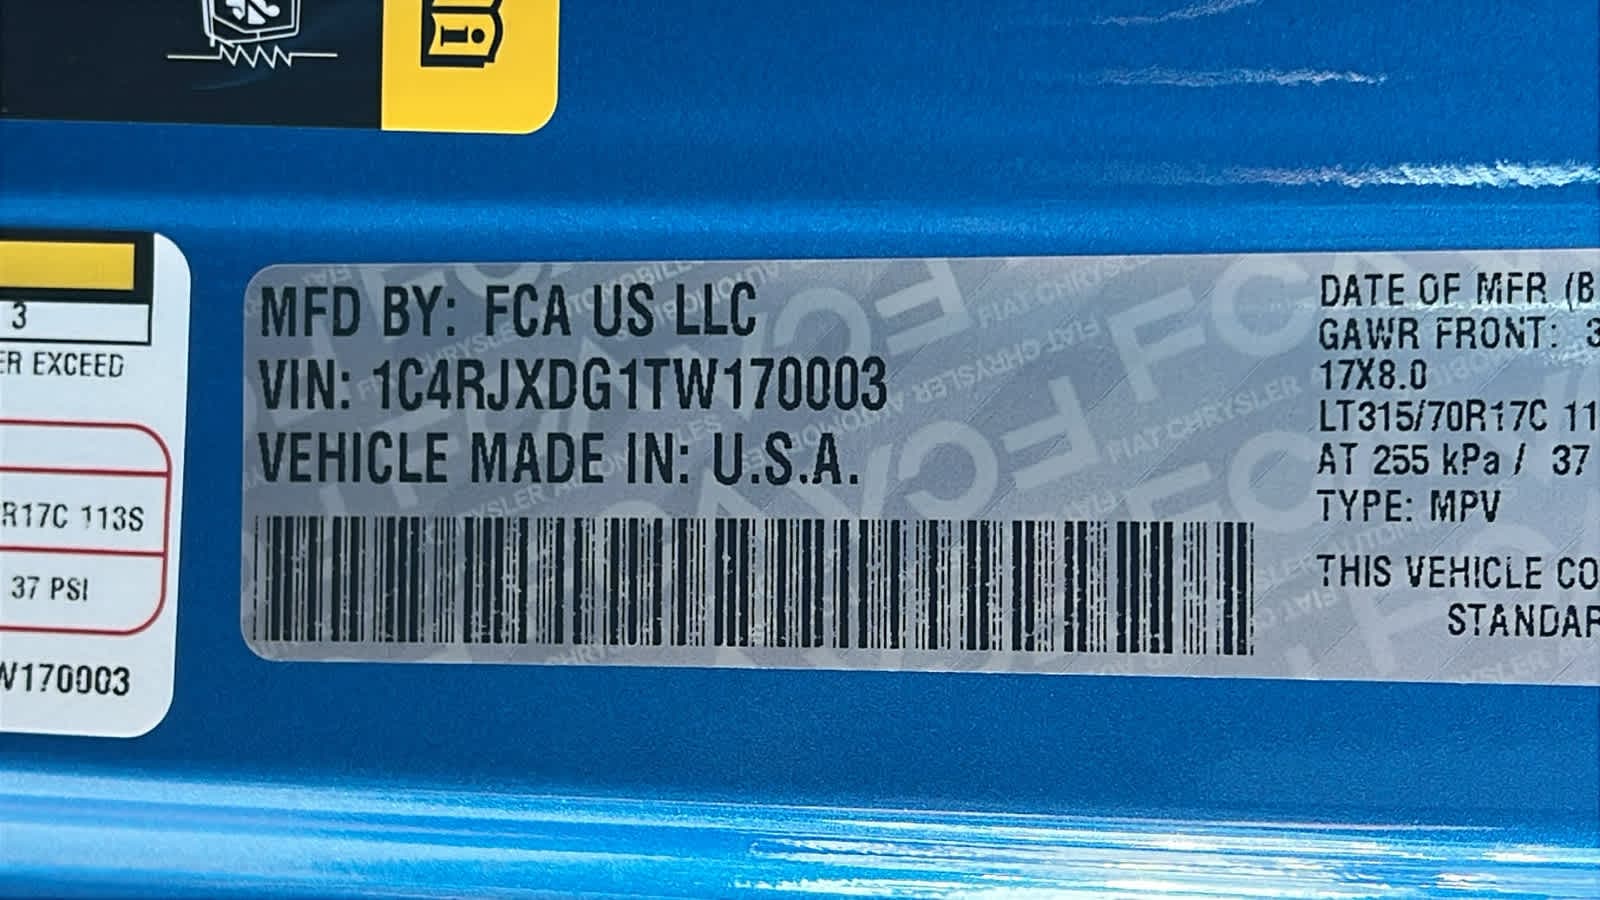 3
ER EXCEED
R17C 113S
37 PSI
W170003
MFD BY: FCA US LLC
VIN: 1C4RJXDG1TW170003
VEHICLE MADE IN: U.S.A.
DATE OF MFR (B
GAWR FRONT: 3
17X8.0
LT315/70R17C 11
AT 255 kPa / 37
TYPE: MPV
THIS VEHICLE CO
STANDAR